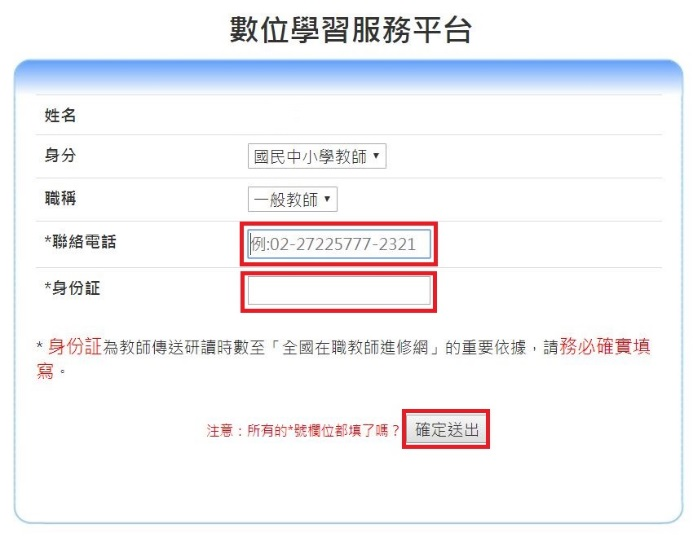 數位學習服務平台
姓名
身分 國民中小學教師 ▼
職稱 一般教師 ▼
*聯絡電話 例:02-27225777-2321
*身份証
* 身份証為教師傳送研讀時數至「全國在職教師進修網」的重要依據，請務必確實填
寫。
注意：所有的*號欄位都填了嗎？ 確定送出